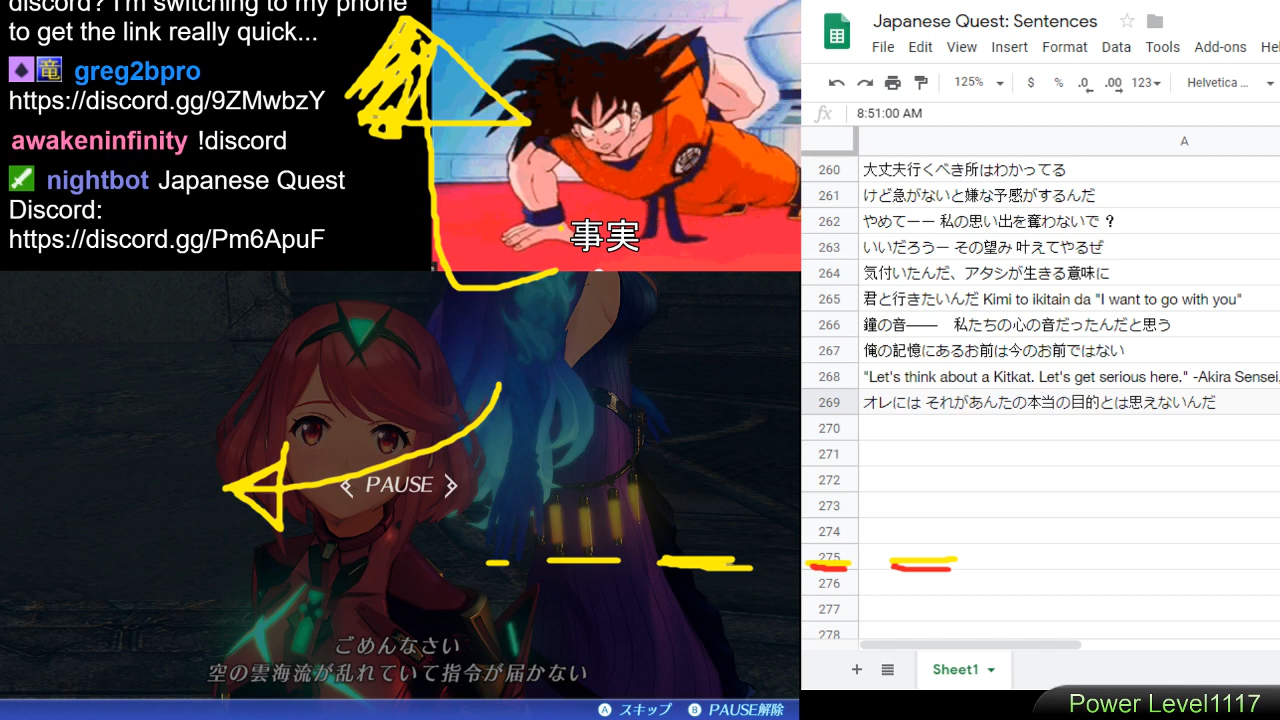 discord? I'm switching to my phone
to get the link really quick...
greg2bpro
https://discord.gg/9ZMwbzY
awakeninfinity !discord
nightbot Japanese Quest
Discord:
https://discord.gg/Pm6ApuF
事実
PAUSE
ごめんなさい
空の雲海流が乱れていて指令が届かない
A スキップ B PAUSE解除
Japanese Quest: Sentences
File Edit View Insert Format Data Tools Add-ons He
125% $ % .0 .00 123 Helvetica ...
fx 8:51:00 AM
A
260 大丈夫行くべき所はわかってる
261 けど急がないと嫌な予感がするんだ
262 やめてーー 私の思い出を奪わないで ?
263 いいだろうー その望み 叶えてやるぜ
264 気付いたんだ、アタシが生きる意味に
265 君と行きたいんだ Kimi to ikitain da "I want to go with you"
266 鐘の音――　私たちの心の音だったんだと思う
267 俺の記憶にあるお前は今のお前ではない
268 "Let's think about a Kitkat. Let's get serious here." -Akira Sensei,
269 オレには それがあんたの本当の目的とは思えないんだ
270
271
272
273
274
275
276
277
278
Sheet1
Power Level1117